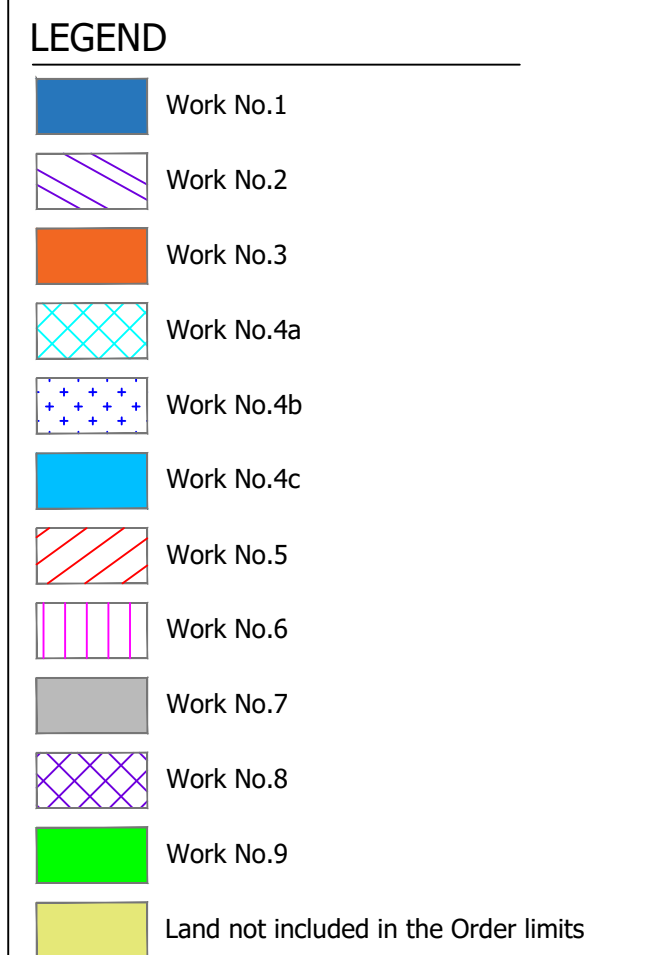 LEGEND
Work No.1
Work No.2
Work No.3
Work No.4a
Work No.4b
Work No.4c
Work No.5
Work No.6
Work No.7
Work No.8
Work No.9
Land not included in the Order limits